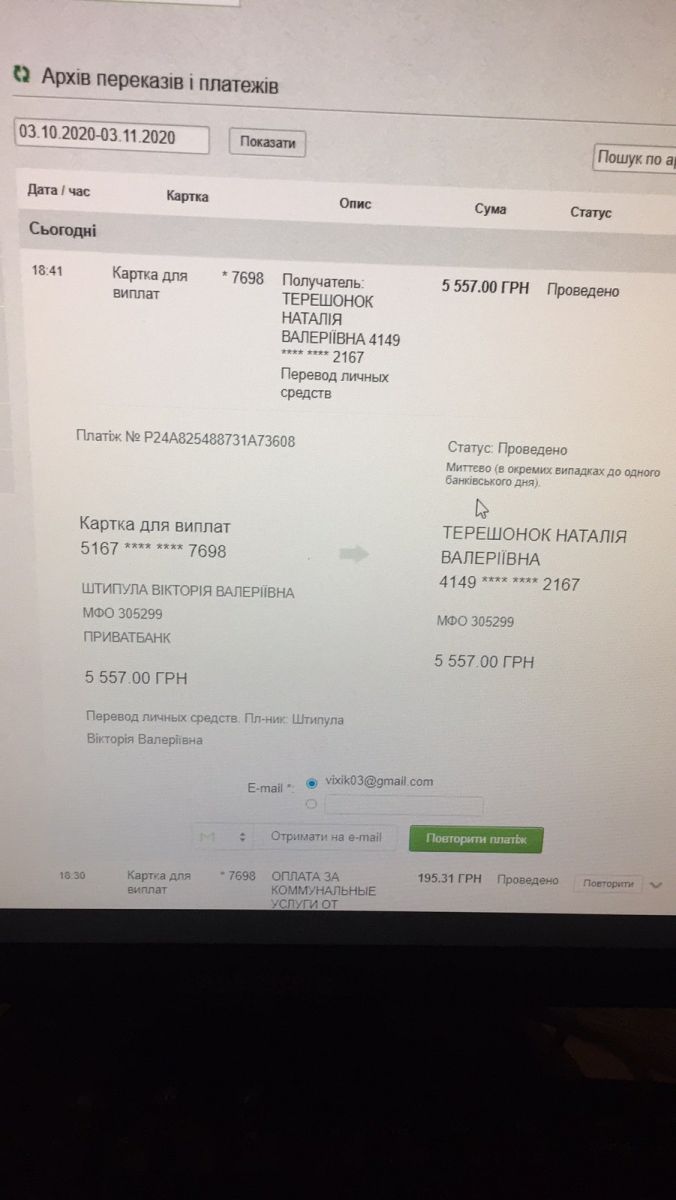 Архів переказів і платежів
03.10.2020-03.11.2020
Показати
Пошук по ар
Дата / час Картка Опис Сума Статус
Сьогодні
18:41 Картка для виплат * 7698 Получатель: 5 557.00 ГРН Проведено
ТЕРЕШОНОК
НАТАЛІЯ
ВАЛЕРІЇВНА 4149
**** **** 2167
Перевод личных
средств
Платіж № P24A825488731A73608
Статус: Проведено
Миттєво (в окремих випадках до одного
банківського дня).
Картка для виплат
5167 **** **** 7698
ТЕРЕШОНОК НАТАЛІЯ
ВАЛЕРІЇВНА
4149 **** **** 2167
ШТИПУЛА ВІКТОРІЯ ВАЛЕРІЇВНА
МФО 305299
ПРИВАТБАНК
МФО 305299
5 557.00 ГРН
5 557.00 ГРН
Перевод личных средств. Пл-ник: Штипула
Вікторія Валеріївна
E-mail *: vixik03@gmail.com
Отримати на e-mail
Повторити платіж
18:30 Картка для виплат * 7698 ОПЛАТА ЗА 195.31 ГРН Проведено Повторити
КОММУНАЛЬНЫЕ
УСЛУГИ ОТ